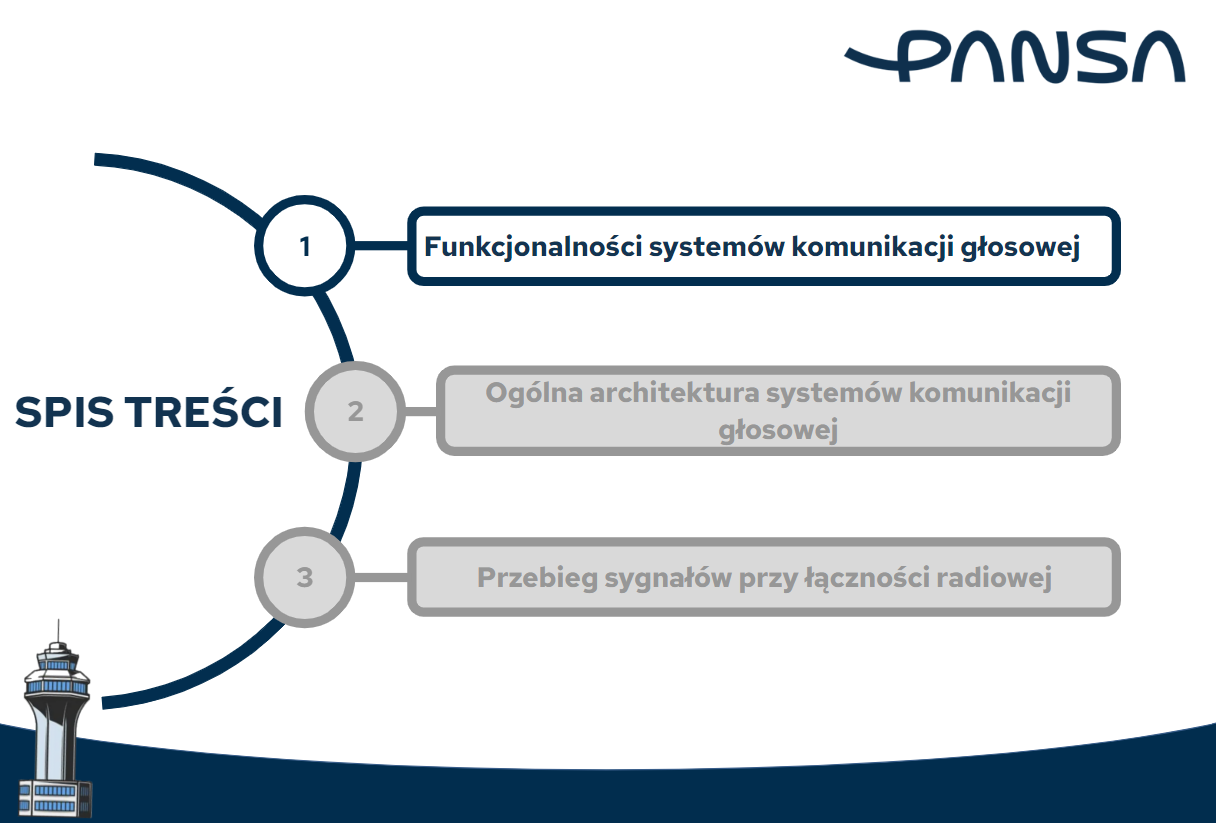 PANSA
1
Funkcjonalności systemów komunikacji głosowej
SPIS TREŚCI
2
Ogólna architektura systemów komunikacji
głosowej
3
Przebieg sygnałów przy łączności radiowej